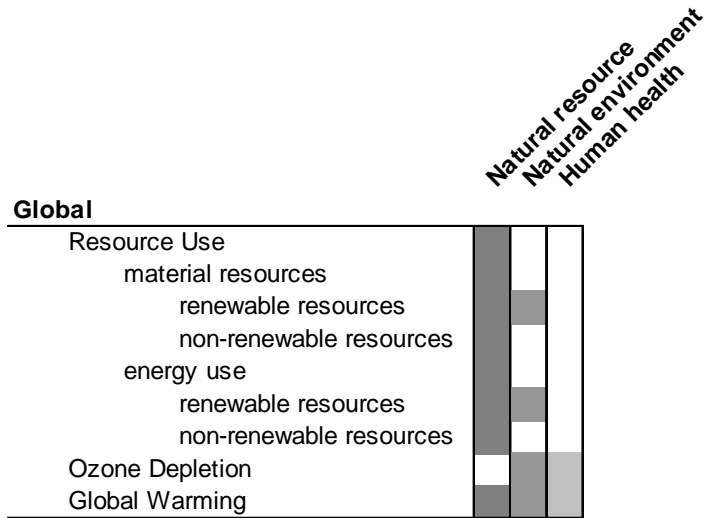 Natural resource
Natural environment
Human health
Global
Resource Use
material resources
renewable resources
non-renewable resources
energy use
renewable resources
non-renewable resources
Ozone Depletion
Global Warming